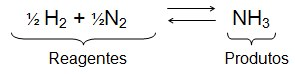 ½ H₂ + ½N₂ ⇌ NH₃
Reagentes Produtos